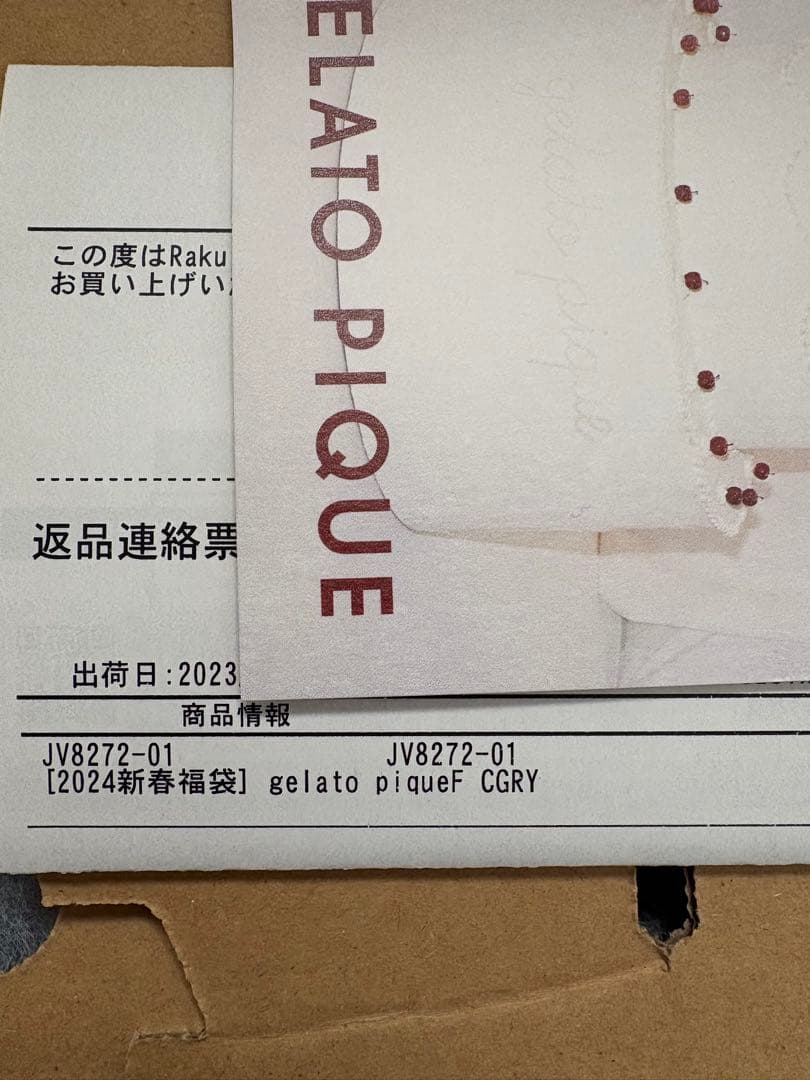 ELATO PIQUE
gelato pique
この度はRaku
お買い上げい
返品連絡票
出荷日:2023
商品情報
JV8272-01 JV8272-01
[2024新春福袋] gelato piqueF CGRY